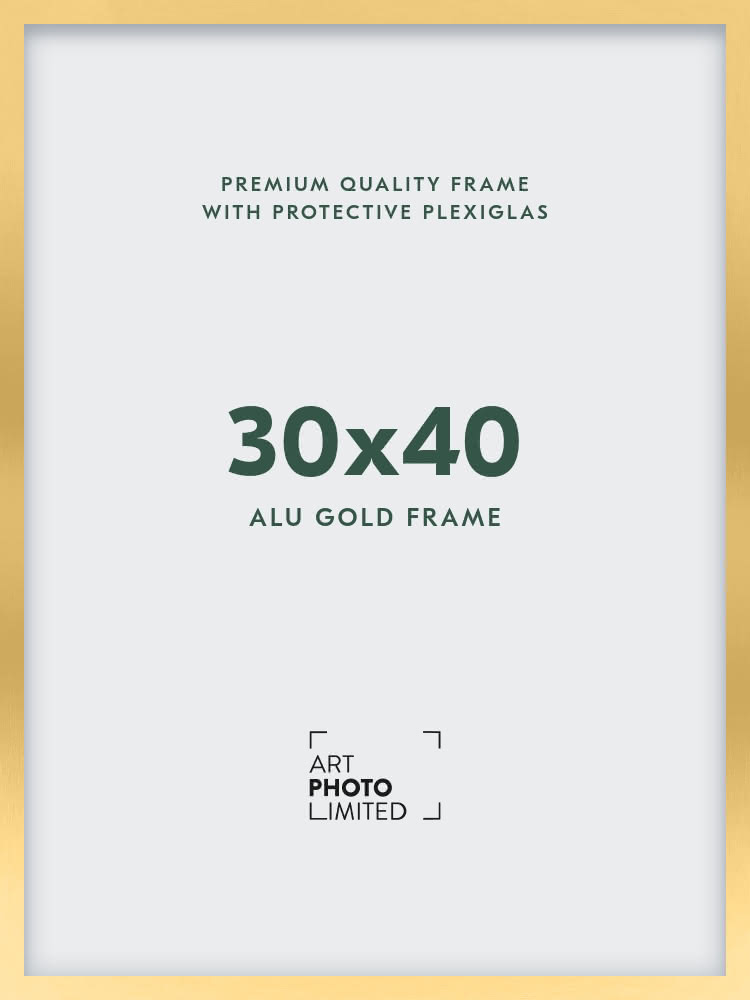 PREMIUM QUALITY FRAME
WITH PROTECTIVE PLEXIGLAS
30x40
ALU GOLD FRAME
ART
PHOTO
LIMITED